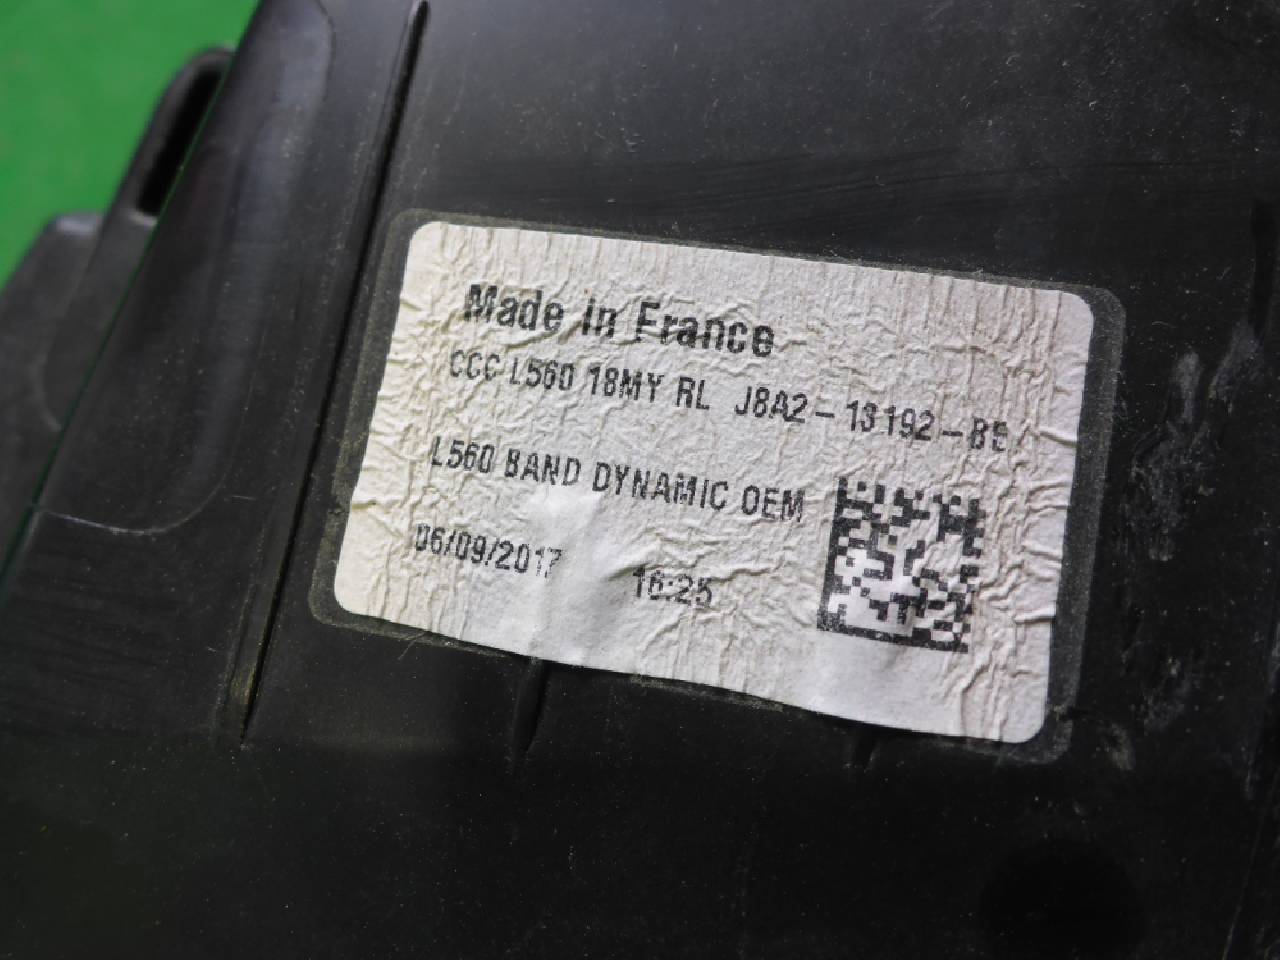 Made in France
CCC L560 18MY RL J8A2-13192-BE
L560 BAND DYNAMIC OEM
06/09/2017 16:25